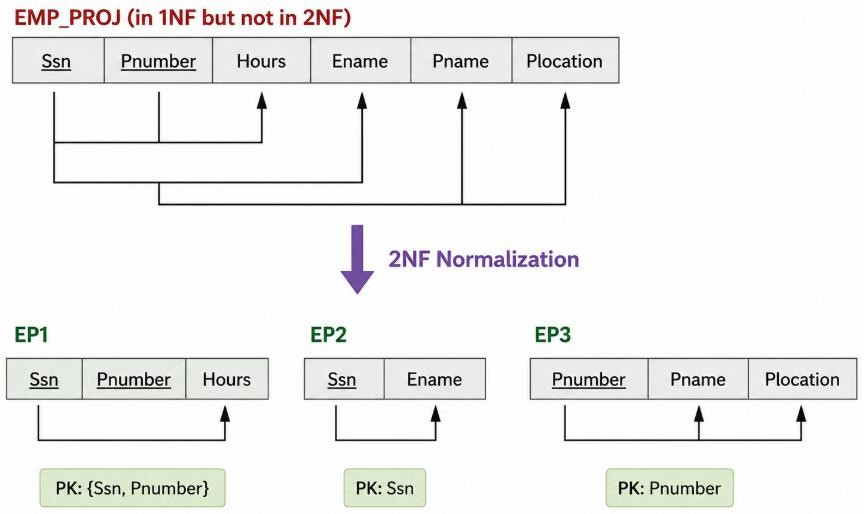 EMP_PROJ (in 1NF but not in 2NF)
Ssn Pnumber Hours Ename Pname Plocation
2NF Normalization
EP1 EP2 EP3
Ssn Pnumber Hours Ssn Ename Pnumber Pname Plocation
PK: {Ssn, Pnumber} PK: Ssn PK: Pnumber